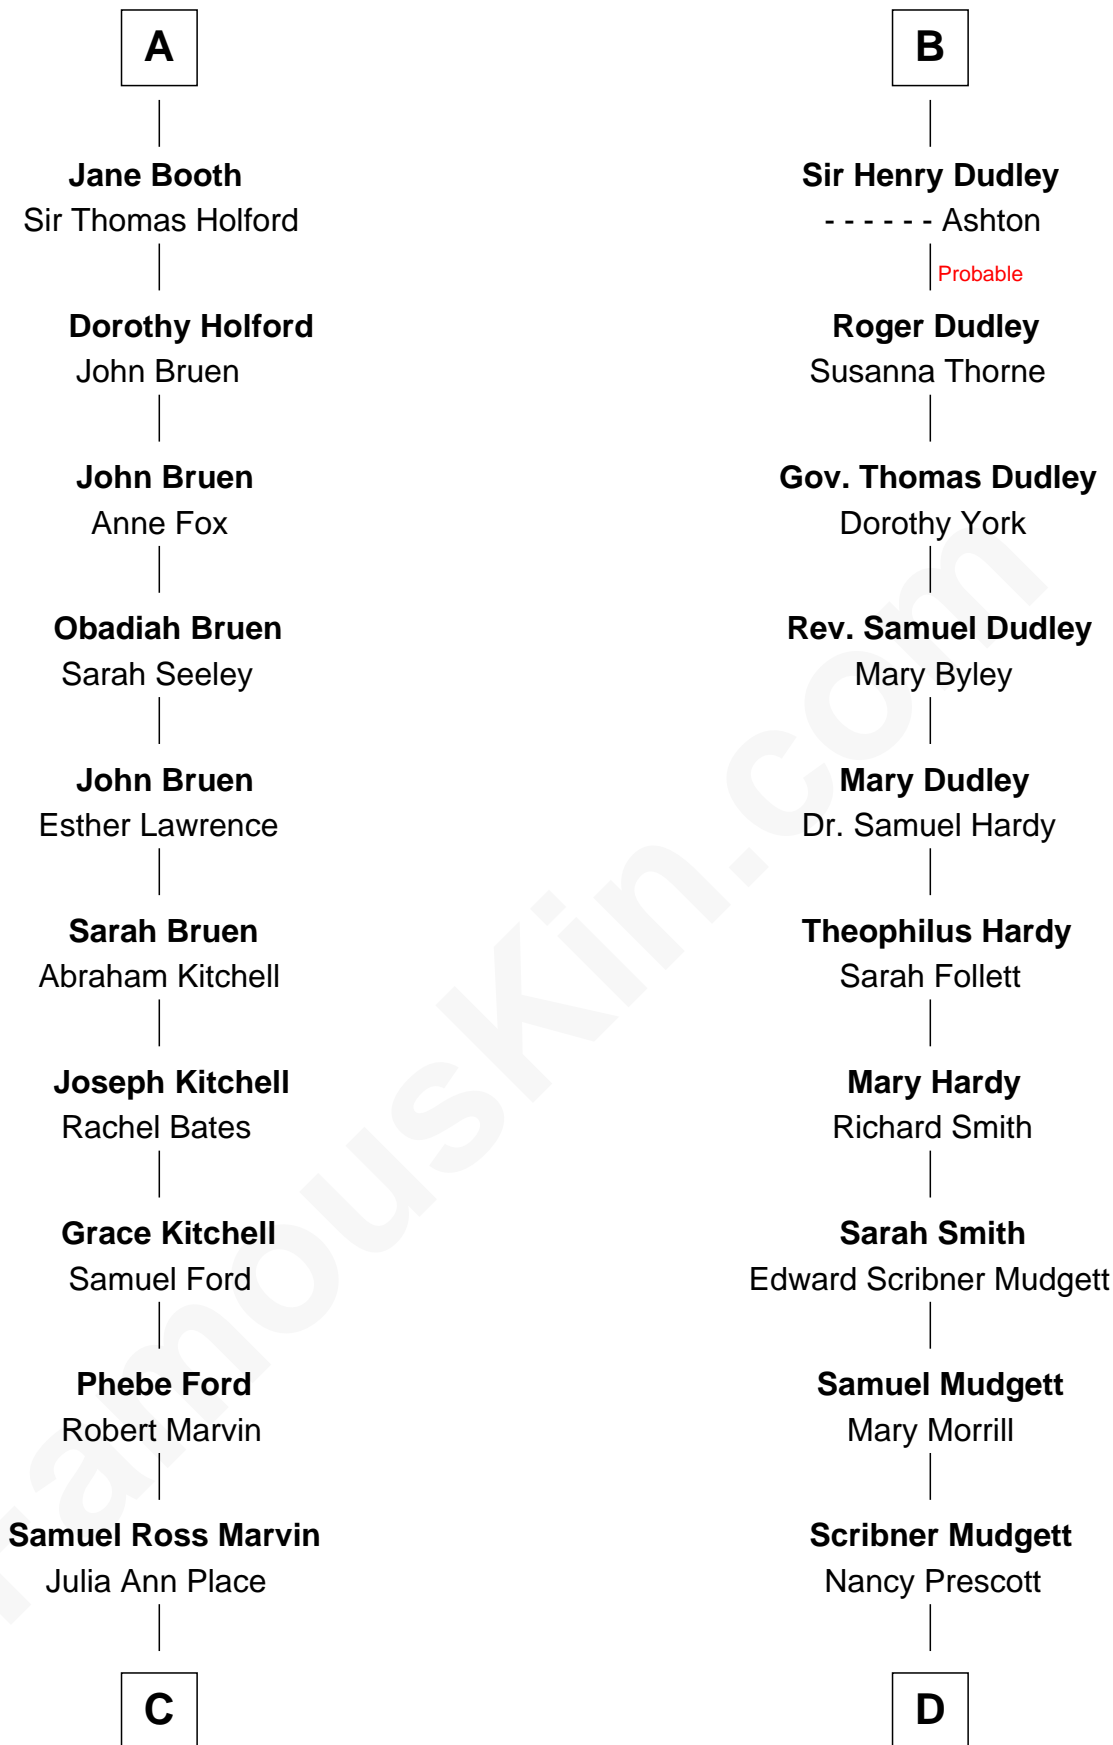 A
Jane Booth
Sir Thomas Holford
Dorothy Holford
John Bruen
John Bruen
Anne Fox
Obadiah Bruen
Sarah Seeley
John Bruen
Esther Lawrence
Sarah Bruen
Abraham Kitchell
Joseph Kitchell
Rachel Bates
Grace Kitchell
Samuel Ford
Phebe Ford
Robert Marvin
Samuel Ross Marvin
Julia Ann Place
C
B
Sir Henry Dudley
- - - - - - Ashton
Probable
Roger Dudley
Susanna Thorne
Gov. Thomas Dudley
Dorothy York
Rev. Samuel Dudley
Mary Byley
Mary Dudley
Dr. Samuel Hardy
Theophilus Hardy
Sarah Follett
Mary Hardy
Richard Smith
Sarah Smith
Edward Scribner Mudgett
Samuel Mudgett
Mary Morrill
Scribner Mudgett
Nancy Prescott
D
FamousKin.com